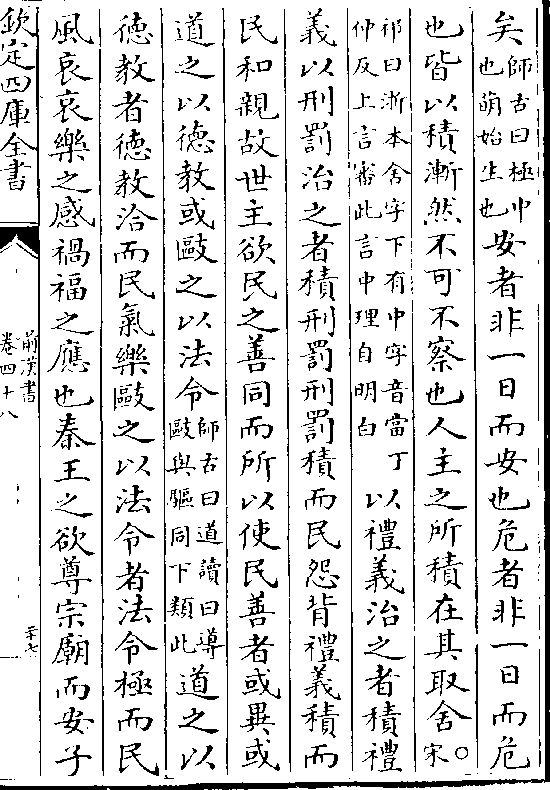 矣師古曰極中也萌始生也安者非一日而安也危者非一日而危
也皆以積漸然不可不察也人主之所積在其取舍○宋
祁曰浙本舍字下有中字音當丁仲反上言審此言中理自明白以禮義治之者積禮
義以刑罰治之者積刑罰刑罰積而民怨背禮義積而
民和親故世主欲民之善同而所以使民善者或異或
道之以徳教或敺之以法令師古曰道讀曰導敺與驅同下類此道之以
徳教者徳教洽而民氣樂敺之以法令者法令極而民
風哀哀樂之感禍福之應也秦王之欲尊宗廟而安子
欽定四庫全書
前漢書
卷四十八
二十七